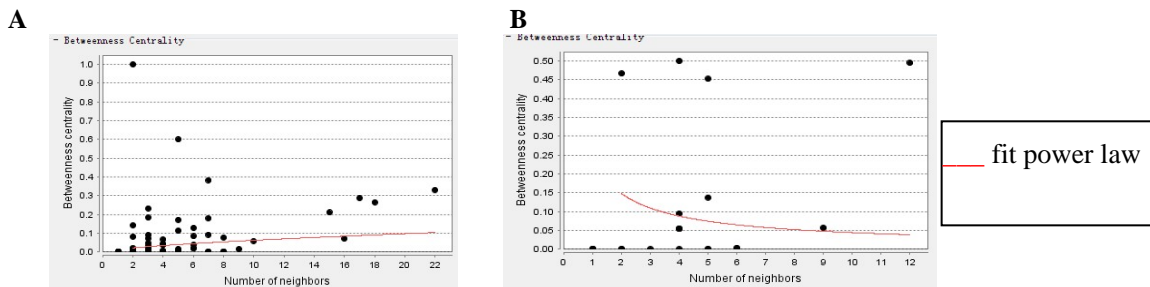 A
B
- Betweenness Centrality
1.0
0.9
0.8
0.7
0.6
0.5
0.4
0.3
0.2
0.1
0.0
Betweenness centrality
0 2 4 6 8 10 12 14 16 18 20 22
Number of neighbors
- Betweenness Centrality
0.50
0.45
0.40
0.35
0.30
0.25
0.20
0.15
0.10
0.05
0.00
Betweenness centrality
0 1 2 3 4 5 6 7 8 9 10 11 12
Number of neighbors
fit power law